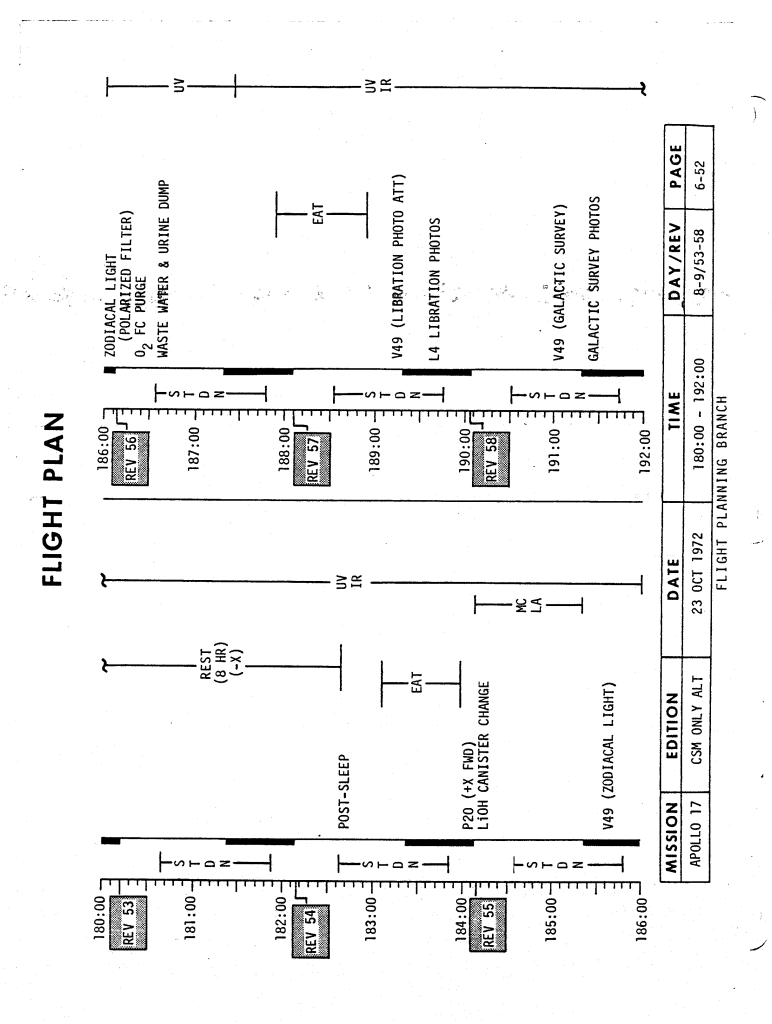 FLIGHT PLAN
180:00
REV 53
181:00
182:00
REV 54
183:00
184:00
REV 55
185:00
186:00
STDN
STDN
STDN
POST-SLEEP
P20 (+X FWD)
LiOH CANISTER CHANGE
V49 (ZODIACAL LIGHT)
REST
(8 HR)
(-X)
EAT
MC
LA
UV
IR
186:00
REV 56
187:00
188:00
REV 57
189:00
190:00
REV 58
191:00
192:00
STDN
STDN
STDN
ZODIACAL LIGHT
(POLARIZED FILTER)
O2 FC PURGE
WASTE WATER & URINE DUMP
V49 (LIBRATION PHOTO ATT)
L4 LIBRATION PHOTOS
V49 (GALACTIC SURVEY)
GALACTIC SURVEY PHOTOS
EAT
UV
UV
IR
MISSION EDITION DATE TIME DAY/REV PAGE
APOLLO 17 CSM ONLY ALT 23 OCT 1972 180:00 - 192:00 8-9/53-58 6-52
FLIGHT PLANNING BRANCH